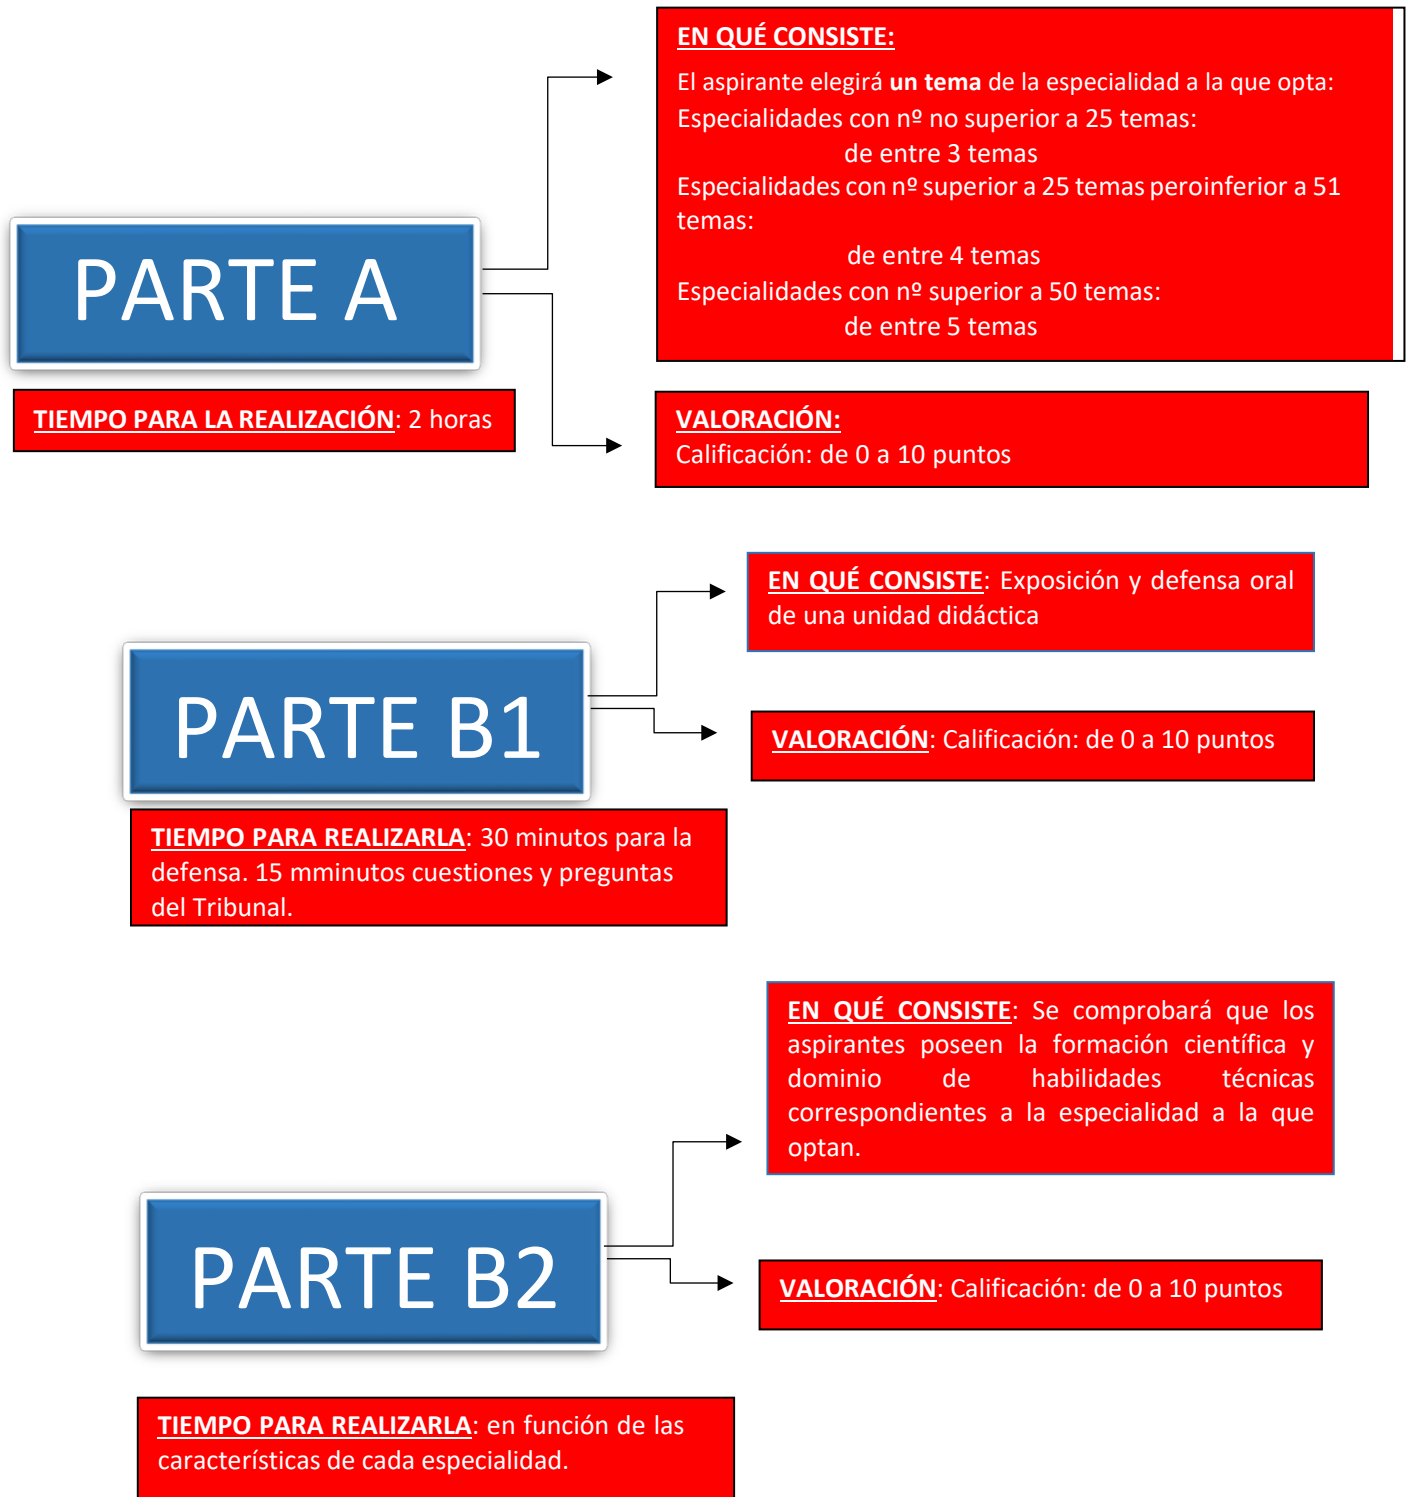 EN QUÉ CONSISTE:
El aspirante elegirá un tema de la especialidad a la que opta:
Especialidades con nº no superior a 25 temas:
de entre 3 temas
Especialidades con nº superior a 25 temas peroinferior a 51
temas:
de entre 4 temas
Especialidades con nº superior a 50 temas:
de entre 5 temas
PARTE A
TIEMPO PARA LA REALIZACIÓN: 2 horas
VALORACIÓN:
Calificación: de 0 a 10 puntos
EN QUÉ CONSISTE: Exposición y defensa oral
de una unidad didáctica
PARTE B1
VALORACIÓN: Calificación: de 0 a 10 puntos
TIEMPO PARA REALIZARLA: 30 minutos para la
defensa. 15 mminutos cuestiones y preguntas
del Tribunal.
EN QUÉ CONSISTE: Se comprobará que los
aspirantes poseen la formación científica y
dominio de habilidades técnicas
correspondientes a la especialidad a la que
optan.
PARTE B2
VALORACIÓN: Calificación: de 0 a 10 puntos
TIEMPO PARA REALIZARLA: en función de las
características de cada especialidad.